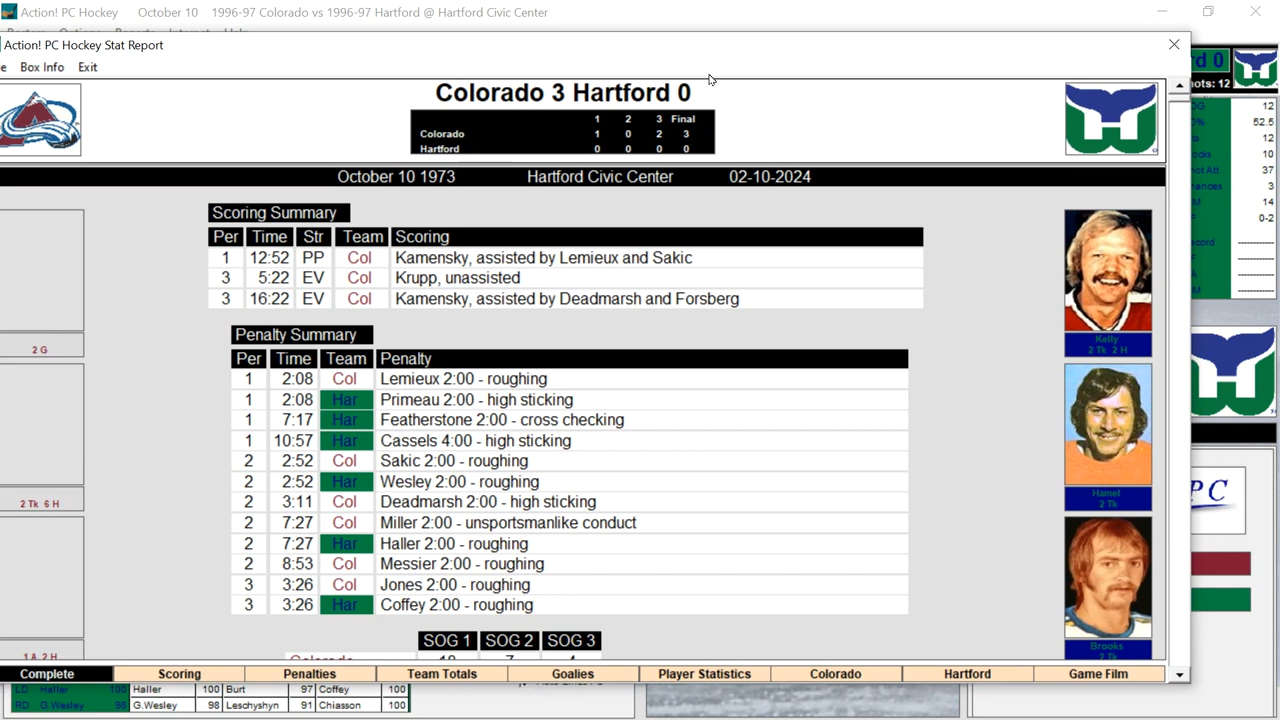 Action! PC Hockey October 10 1996-97 Colorado vs 1996-97 Hartford @ Hartford Civic Center
Action! PC Hockey Stat Report
Box Info Exit
Colorado 3 Hartford 0
1 2 3 Final
Colorado 1 0 2 3
Hartford 0 0 0 0
October 10 1973 Hartford Civic Center 02-10-2024
Scoring Summary
Per Time Str Team Scoring
1 12:52 PP Col Kamensky, assisted by Lemieux and Sakic
3 5:22 EV Col Krupp, unassisted
3 16:22 EV Col Kamensky, assisted by Deadmarsh and Forsberg
Penalty Summary
Per Time Team Penalty
1 2:08 Col Lemieux 2:00 - roughing
1 2:08 Har Primeau 2:00 - high sticking
1 7:17 Har Featherstone 2:00 - cross checking
1 10:57 Har Cassels 4:00 - high sticking
2 2:52 Col Sakic 2:00 - roughing
2 2:52 Har Wesley 2:00 - roughing
2 3:11 Col Deadmarsh 2:00 - high sticking
2 7:27 Col Miller 2:00 - unsportsmanlike conduct
2 7:27 Har Haller 2:00 - roughing
2 8:53 Col Messier 2:00 - roughing
3 3:26 Col Jones 2:00 - roughing
3 3:26 Har Coffey 2:00 - roughing
SOG 1 SOG 2 SOG 3
2 G
2 Tk 6 H
1 A 2 H
Kelly
2 Tk 2 H
Hamel
2 Tk
Brooks
2 Tk
rd 0
ots: 12
12
52.5
12
10
37
3
14
0-2
PC
Complete Scoring Penalties Team Totals Goalies Player Statistics Colorado Hartford Game Film
LD Haller 100 Haller 100 Burt 97 Coffey 100
RD G.Wesley 98 G.Wesley 98 Leschyshyn 91 Chiasson 100